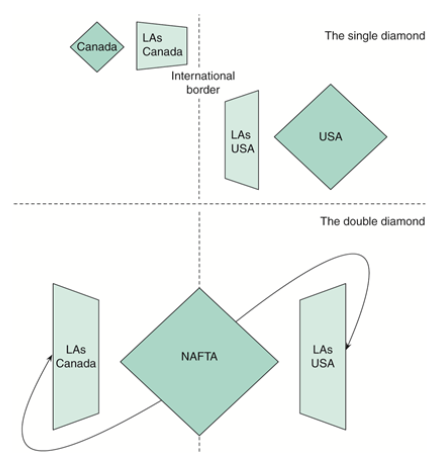 The single diamond
Canada
LAs
Canada
International
border
LAs
USA
USA
The double diamond
LAs
Canada
NAFTA
LAs
USA